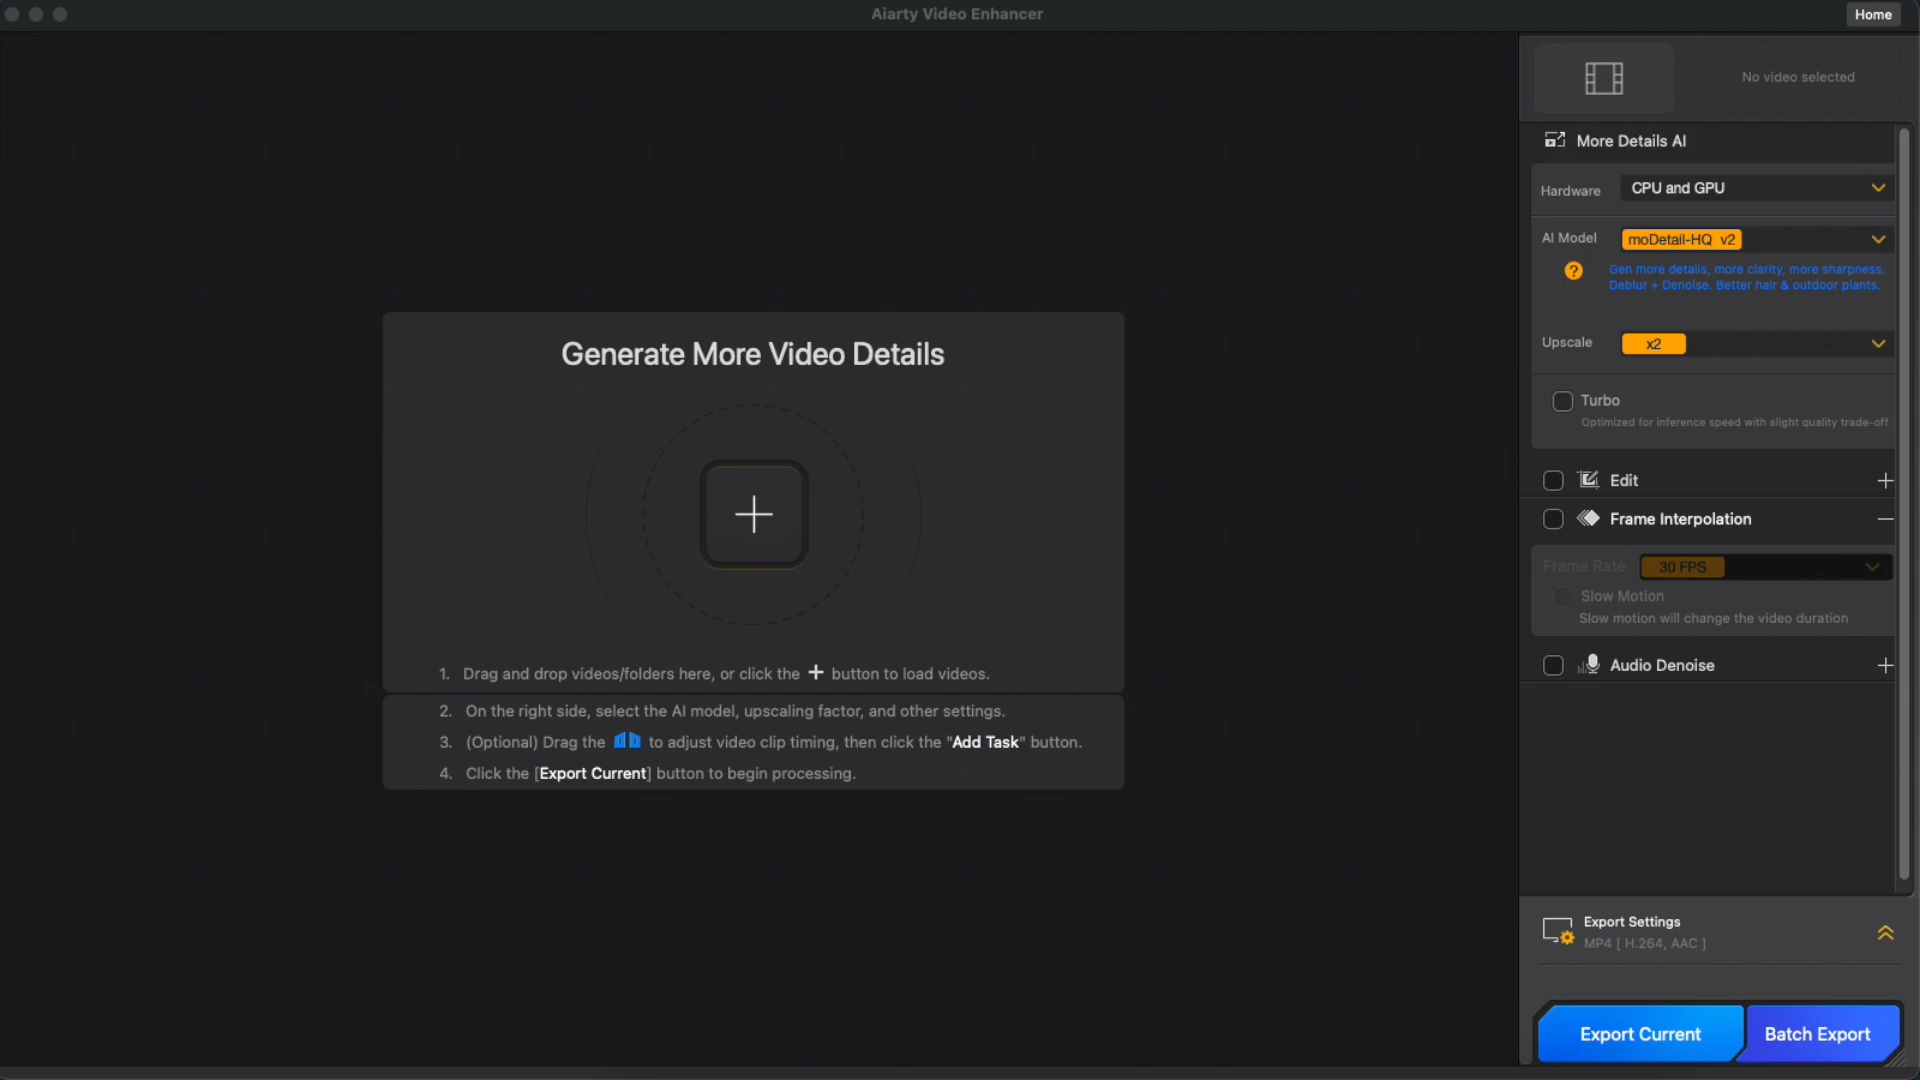 Aiarty Video Enhancer
Home
No video selected
More Details AI
Hardware
CPU and GPU
AI Model
moDetail-HQ v2
?
Gen more details, more clarity, more sharpness.
Deblur + Denoise. Better hair & outdoor plants.
Upscale
x2
Turbo
Optimized for inference speed with slight quality trade-off
Edit
Frame Interpolation
Frame Rate
30 FPS
Slow Motion
Slow motion will change the video duration
Audio Denoise
Generate More Video Details
1. Drag and drop videos/folders here, or click the + button to load videos.
2. On the right side, select the AI model, upscaling factor, and other settings.
3. (Optional) Drag the to adjust video clip timing, then click the "Add Task" button.
4. Click the [Export Current] button to begin processing.
Export Settings
MP4 [ H.264, AAC ]
Export Current
Batch Export